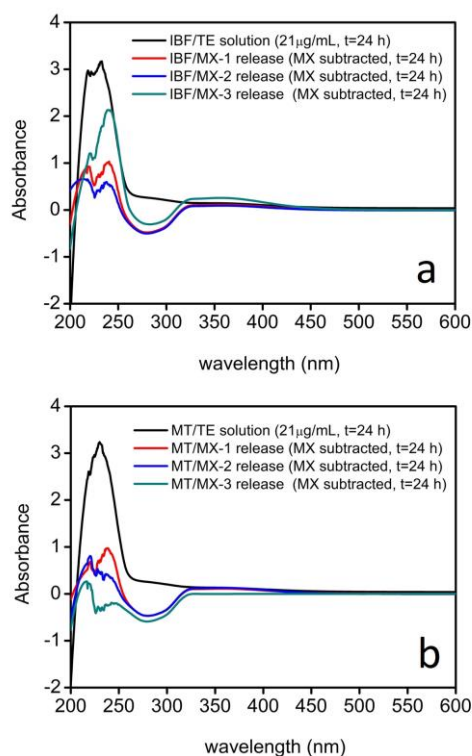 4
3
2
1
0
-1
-2
Absorbance
IBF/TE solution (21μg/mL, t=24 h)
IBF/MX-1 release (MX subtracted, t=24 h)
IBF/MX-2 release (MX subtracted, t=24 h)
IBF/MX-3 release (MX subtracted, t=24 h)
a
200 250 300 350 400 450 500 550 600
wavelength (nm)
4
3
2
1
0
-1
-2
Absorbance
MT/TE solution (21μg/mL, t=24 h)
MT/MX-1 release (MX subtracted, t=24 h)
MT/MX-2 release (MX subtracted, t=24 h)
MT/MX-3 release (MX subtracted, t=24 h)
b
200 250 300 350 400 450 500 550 600
wavelength (nm)